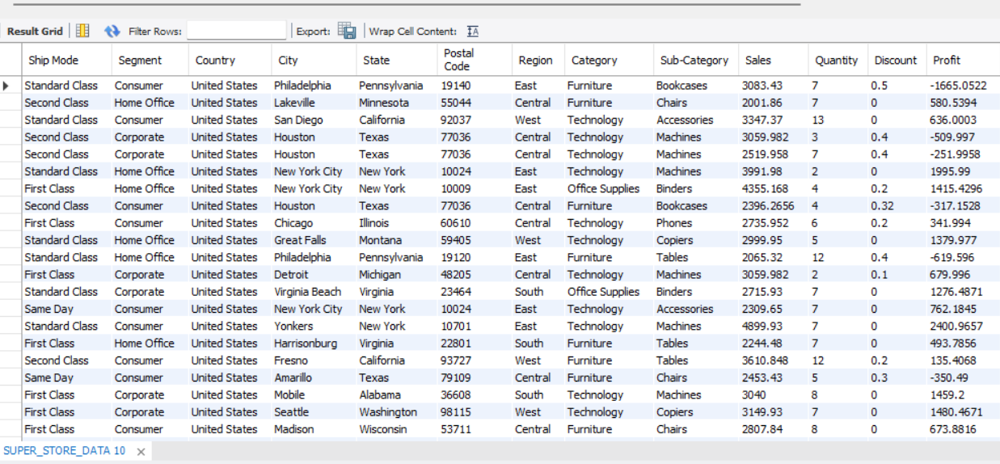 Result Grid Filter Rows: Export: Wrap Cell Content: IA
Ship Mode Segment Country City State Postal Code Region Category Sub-Category Sales Quantity Discount Profit
Standard Class Consumer United States Philadelphia Pennsylvania 19140 East Furniture Bookcases 3083.43 7 0.5 -1665.0522
Second Class Home Office United States Lakeville Minnesota 55044 Central Furniture Chairs 2001.86 7 0 580.5394
Standard Class Consumer United States San Diego California 92037 West Technology Accessories 3347.37 13 0 636.0003
Second Class Corporate United States Houston Texas 77036 Central Technology Machines 3059.982 3 0.4 -509.997
Second Class Corporate United States Houston Texas 77036 Central Technology Machines 2519.958 7 0.4 -251.9958
Standard Class Home Office United States New York City New York 10024 East Technology Machines 3991.98 2 0 1995.99
First Class Home Office United States New York City New York 10009 East Office Supplies Binders 4355.168 4 0.2 1415.4296
Second Class Consumer United States Houston Texas 77036 Central Furniture Bookcases 2396.2656 4 0.32 -317.1528
First Class Consumer United States Chicago Illinois 60610 Central Technology Phones 2735.952 6 0.2 341.994
Standard Class Home Office United States Great Falls Montana 59405 West Technology Copiers 2999.95 5 0 1379.977
Standard Class Home Office United States Philadelphia Pennsylvania 19120 East Furniture Tables 2065.32 12 0.4 -619.596
First Class Corporate United States Detroit Michigan 48205 Central Technology Machines 3059.982 2 0.1 679.996
Standard Class Corporate United States Virginia Beach Virginia 23464 South Office Supplies Binders 2715.93 7 0 1276.4871
Same Day Consumer United States New York City New York 10024 East Technology Accessories 2309.65 7 0 762.1845
Standard Class Consumer United States Yonkers New York 10701 East Technology Machines 4899.93 7 0 2400.9657
First Class Home Office United States Harrisonburg Virginia 22801 South Furniture Tables 2244.48 7 0 493.7856
Second Class Consumer United States Fresno California 93727 West Furniture Tables 3610.848 12 0.2 135.4068
Same Day Consumer United States Amarillo Texas 79109 Central Furniture Chairs 2453.43 5 0.3 -350.49
First Class Corporate United States Mobile Alabama 36608 South Technology Machines 3040 8 0 1459.2
First Class Corporate United States Seattle Washington 98115 West Technology Copiers 3149.93 7 0 1480.4671
First Class Consumer United States Madison Wisconsin 53711 Central Furniture Chairs 2807.84 8 0 673.8816
SUPER_STORE_DATA 10